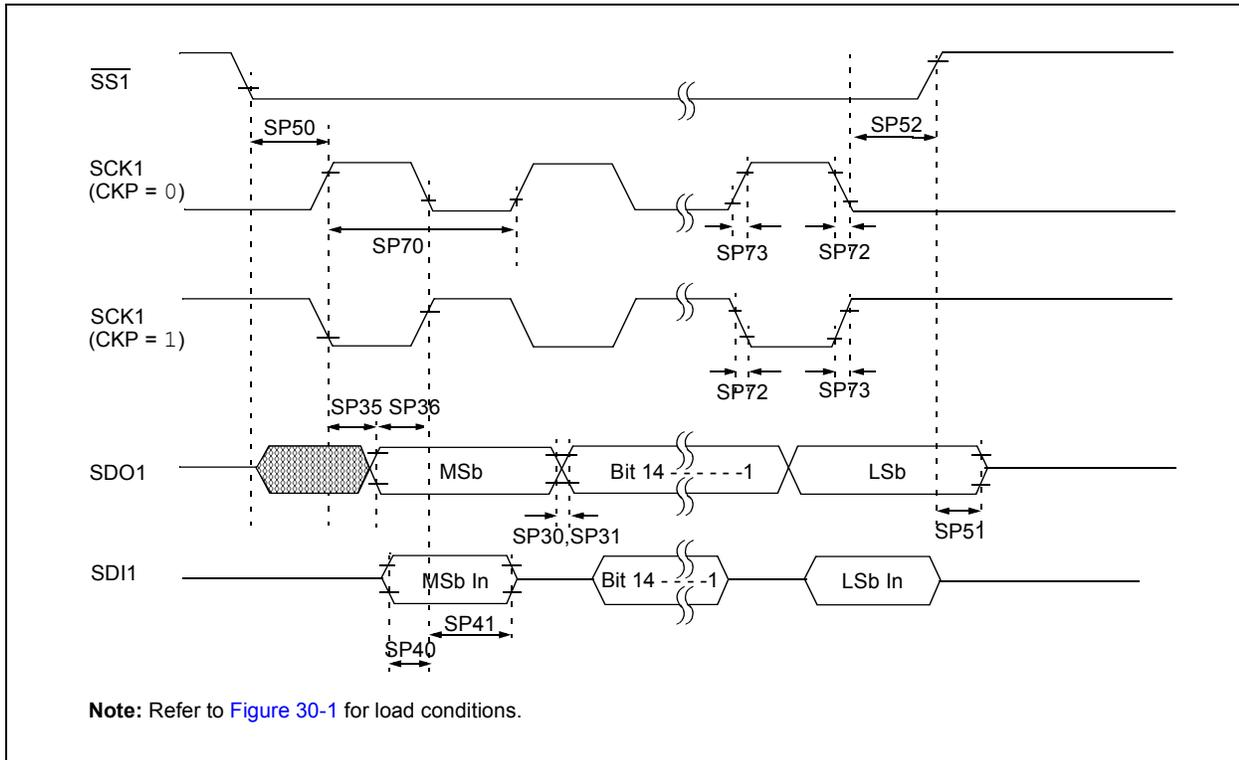 SS1
SP50
SP52
SCK1
(CKP = 0)
SP70
SP73
SP72
SCK1
(CKP = 1)
SP72
SP73
SP35
SP36
SDO1
MSb
Bit 14 - - - - - -1
LSb
SP30,SP31
SP51
SDI1
MSb In
Bit 14 - - - -1
LSb In
SP41
SP40
Note: Refer to Figure 30-1 for load conditions.